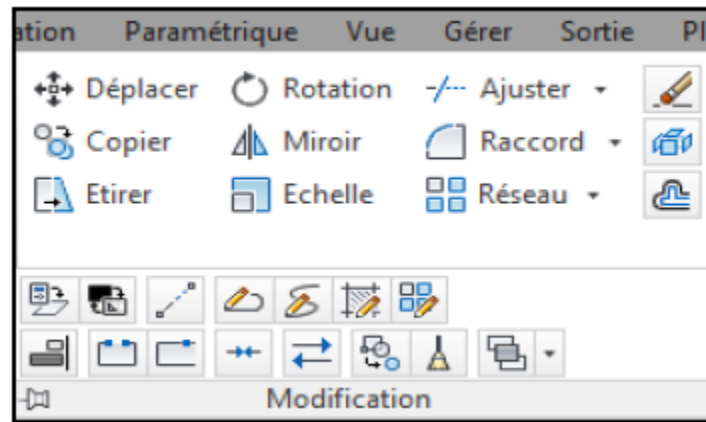 ation Paramétrique Vue Gérer Sortie Pl
Déplacer Rotation Ajuster
Copier Miroir Raccord
Etirer Echelle Réseau
Modification